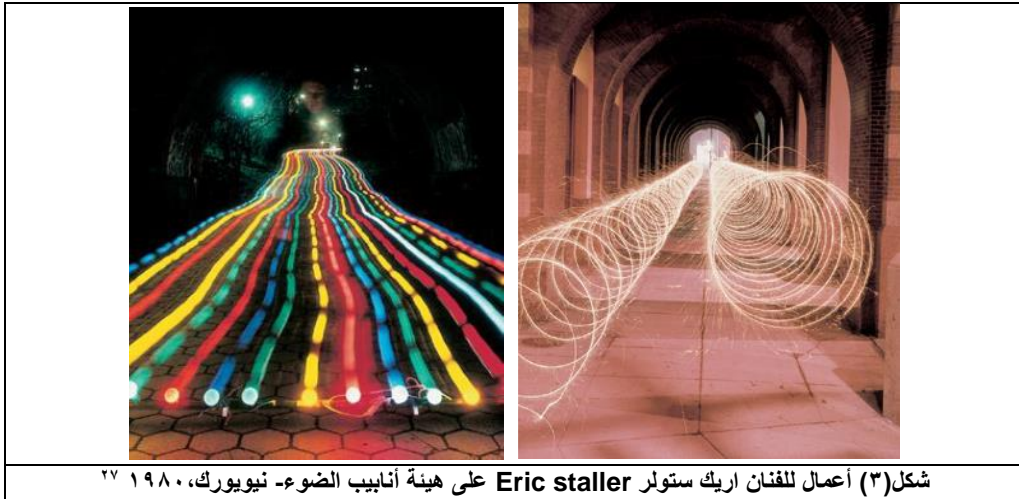 شكل(٣) أعمال للفنان اريك ستولر Eric staller على هيئة أنابيب الضوء- نيويورك، ١٩٨٠ ٢٧